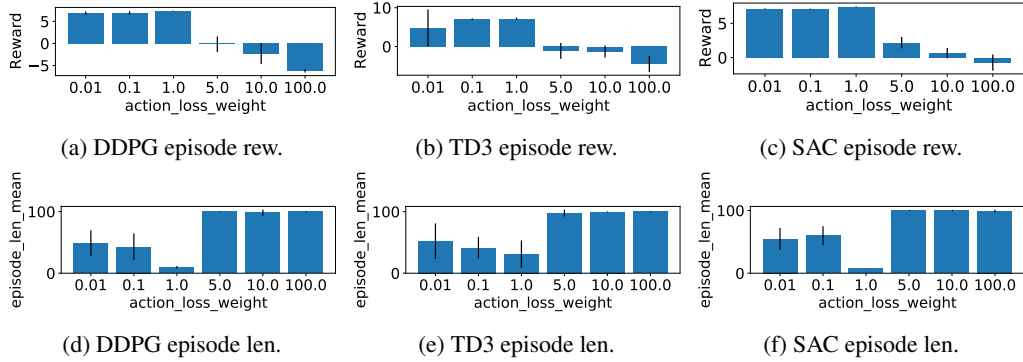 5
0
−5
Reward
0.01 0.1 1.0 5.0 10.0 100.0
action_loss_weight
(a) DDPG episode rew.
10
0
Reward
0.01 0.1 1.0 5.0 10.0 100.0
action_loss_weight
(b) TD3 episode rew.
5
0
Reward
0.01 0.1 1.0 5.0 10.0 100.0
action_loss_weight
(c) SAC episode rew.
100
0
episode_len_mean
0.01 0.1 1.0 5.0 10.0 100.0
action_loss_weight
(d) DDPG episode len.
100
0
episode_len_mean
0.01 0.1 1.0 5.0 10.0 100.0
action_loss_weight
(e) TD3 episode len.
100
0
episode_len_mean
0.01 0.1 1.0 5.0 10.0 100.0
action_loss_weight
(f) SAC episode len.